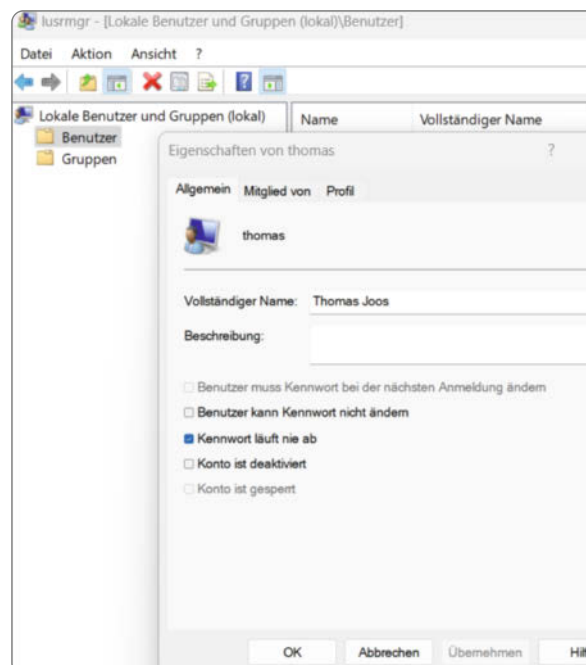 lusrmgr - [Lokale Benutzer und Gruppen (lokal)\Benutzer]
Datei Aktion Ansicht ?
Lokale Benutzer und Gruppen (lokal)
Benutzer
Gruppen
Name Vollständiger Name
Eigenschaften von thomas ?
Allgemein Mitglied von Profil
thomas
Vollständiger Name: Thomas Joos
Beschreibung:
Benutzer muss Kennwort bei der nächsten Anmeldung ändern
Benutzer kann Kennwort nicht ändern
Kennwort läuft nie ab
Konto ist deaktiviert
Konto ist gesperrt
OK Abbrechen Übernehmen